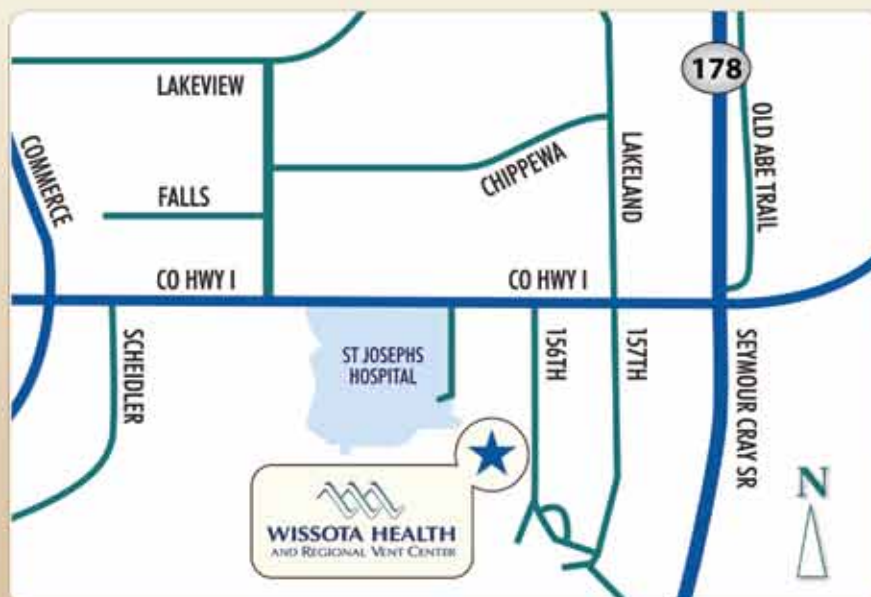 178
LAKEVIEW
COMMERCE
FALLS
CHIPPEWA
LAKELAND
OLD ABE TRAIL
CO HWY I
CO HWY I
SCHEIDLER
ST JOSEPHS
HOSPITAL
156TH
157TH
SEYMOUR CRAY SR
N
WISSOTA HEALTH
AND REGIONAL VENT CENTER